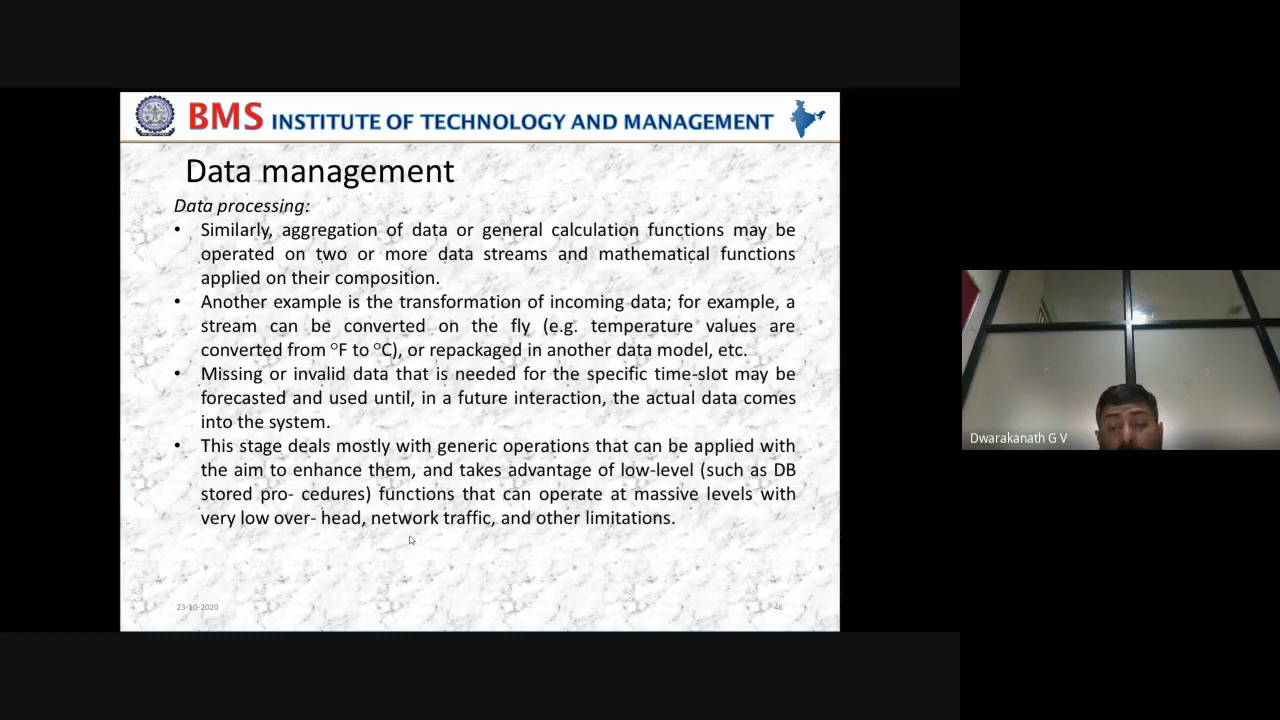 BMS INSTITUTE OF TECHNOLOGY AND MANAGEMENT
Data management
Data processing:
• Similarly, aggregation of data or general calculation functions may be
operated on two or more data streams and mathematical functions
applied on their composition.
• Another example is the transformation of incoming data; for example, a
stream can be converted on the fly (e.g. temperature values are
converted from °F to °C), or repackaged in another data model, etc.
• Missing or invalid data that is needed for the specific time-slot may be
forecasted and used until, in a future interaction, the actual data comes
into the system.
• This stage deals mostly with generic operations that can be applied with
the aim to enhance them, and takes advantage of low-level (such as DB
stored pro- cedures) functions that can operate at massive levels with
very low over- head, network traffic, and other limitations.
23-10-2020
46
Dwarakanath G V